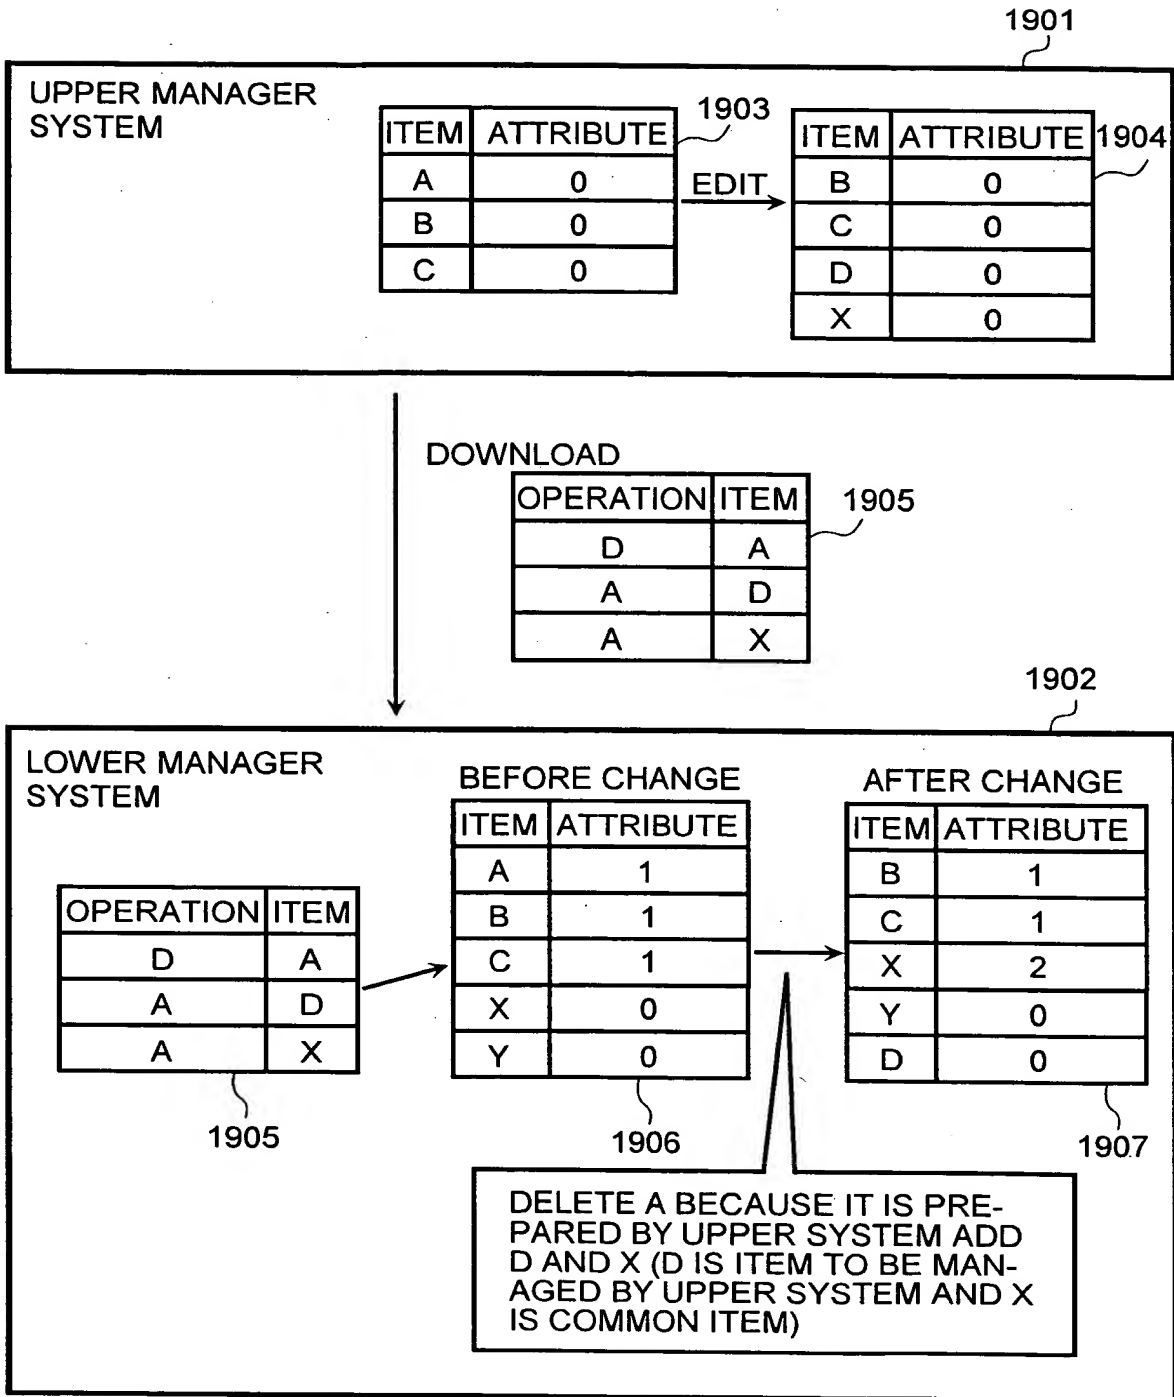 1901
UPPER MANAGER
SYSTEM
1903
ITEM ATTRIBUTE
A 0
B 0
C 0
EDIT
1904
ITEM ATTRIBUTE
B 0
C 0
D 0
X 0
DOWNLOAD
OPERATION ITEM
D A
A D
A X
1905
1902
LOWER MANAGER
SYSTEM
OPERATION ITEM
D A
A D
A X
1905
BEFORE CHANGE
ITEM ATTRIBUTE
A 1
B 1
C 1
X 0
Y 0
1906
AFTER CHANGE
ITEM ATTRIBUTE
B 1
C 1
X 2
Y 0
D 0
1907
DELETE A BECAUSE IT IS PRE-
PARED BY UPPER SYSTEM ADD
D AND X (D IS ITEM TO BE MAN-
AGED BY UPPER SYSTEM AND X
IS COMMON ITEM)